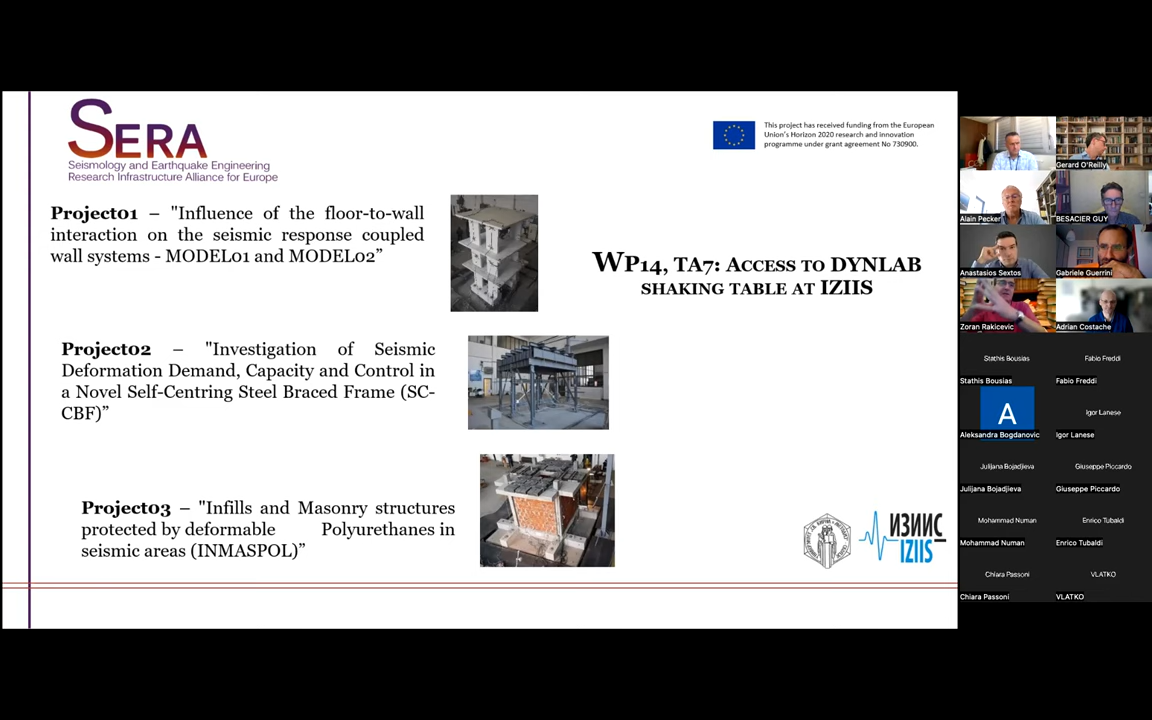 SERA
Seismology and Earthquake Engineering
Research Infrastructure Alliance for Europe
This project has received funding from the European
Union's Horizon 2020 research and innovation
programme under grant agreement No 730900.
Project01 – "Influence of the floor-to-wall
interaction on the seismic response coupled
wall systems - MODEL01 and MODEL02”
WP14, TA7: ACCESS TO DYNLAB
SHAKING TABLE AT IZIIS
Project02 – "Investigation of Seismic
Deformation Demand, Capacity and Control in
a Novel Self-Centring Steel Braced Frame (SC-
CBF)”
Project03 – "Infills and Masonry structures
protected by deformable Polyurethanes in
seismic areas (INMASPOL)”
ИЗИИС
IZIIS
Gerard O'Reilly
Alain Pecker
BESACIER GUY
Anastasios Sextos
Gabriele Guerrini
Zoran Rakicevic
Adrian Costache
Stathis Bousias
Fabio Freddi
Stathis Bousias
Fabio Freddi
A
Igor Lanese
Aleksandra Bogdanovic
Igor Lanese
Julijana Bojadjieva
Giuseppe Piccardo
Julijana Bojadjieva
Giuseppe Piccardo
Mohammad Numan
Enrico Tubaldi
Mohammad Numan
Enrico Tubaldi
Chiara Passoni
VLATKO
Chiara Passoni
VLATKO